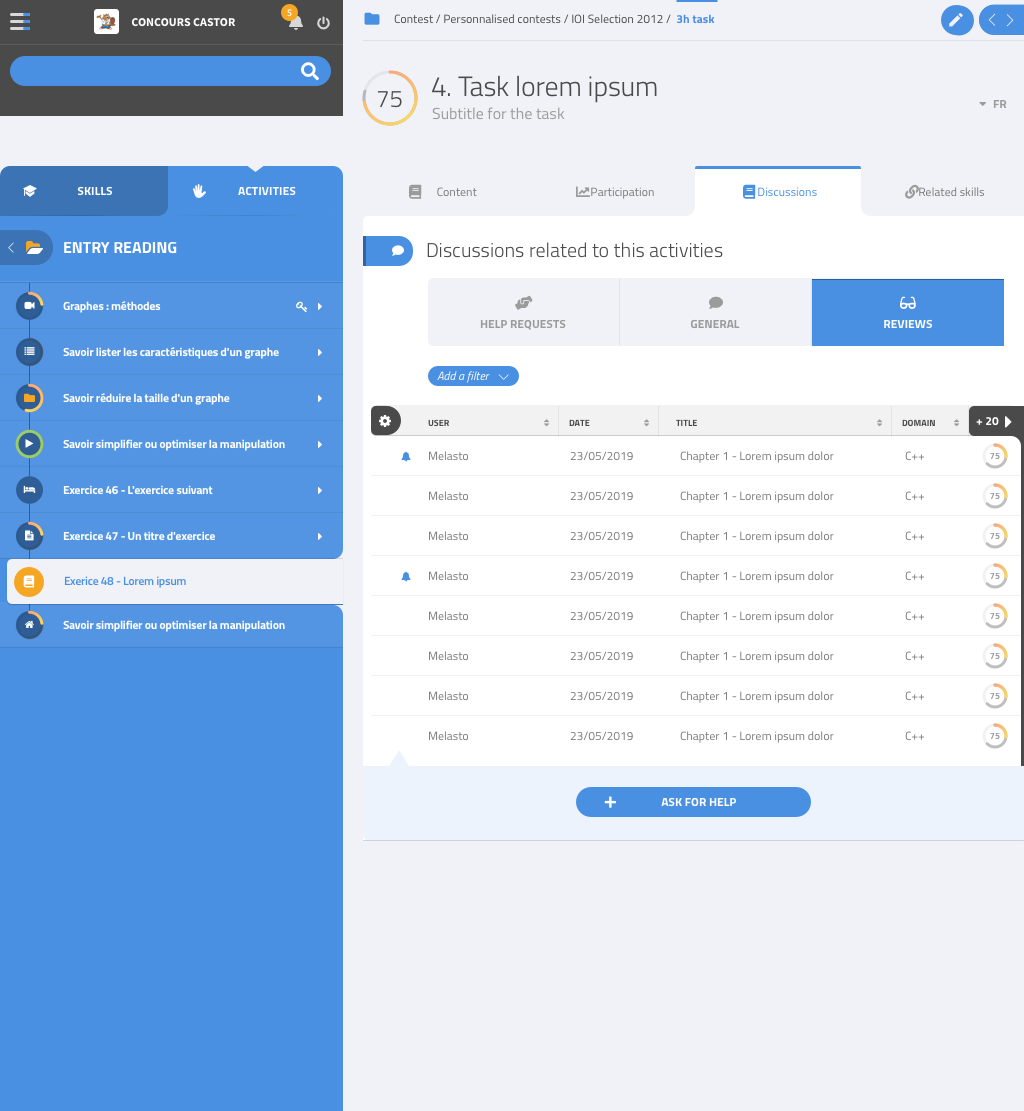 CONCOURS CASTOR
5
Contest / Personnalised contests / IOI Selection 2012 / 3h task
75
4. Task lorem ipsum
Subtitle for the task
FR
SKILLS
ACTIVITIES
Content
Participation
Discussions
Related skills
ENTRY READING
Graphes : méthodes
Savoir lister les caractéristiques d'un graphe
Savoir réduire la taille d'un graphe
Savoir simplifier ou optimiser la manipulation
Exercice 46 - L'exercice suivant
Exercice 47 - Un titre d'exercice
Exerice 48 - Lorem ipsum
Savoir simplifier ou optimiser la manipulation
Discussions related to this activities
HELP REQUESTS
GENERAL
REVIEWS
Add a filter
USER DATE TITLE DOMAIN + 20
Melasto 23/05/2019 Chapter 1 - Lorem ipsum dolor C++ 75
Melasto 23/05/2019 Chapter 1 - Lorem ipsum dolor C++ 75
Melasto 23/05/2019 Chapter 1 - Lorem ipsum dolor C++ 75
Melasto 23/05/2019 Chapter 1 - Lorem ipsum dolor C++ 75
Melasto 23/05/2019 Chapter 1 - Lorem ipsum dolor C++ 75
Melasto 23/05/2019 Chapter 1 - Lorem ipsum dolor C++ 75
Melasto 23/05/2019 Chapter 1 - Lorem ipsum dolor C++ 75
Melasto 23/05/2019 Chapter 1 - Lorem ipsum dolor C++ 75
ASK FOR HELP